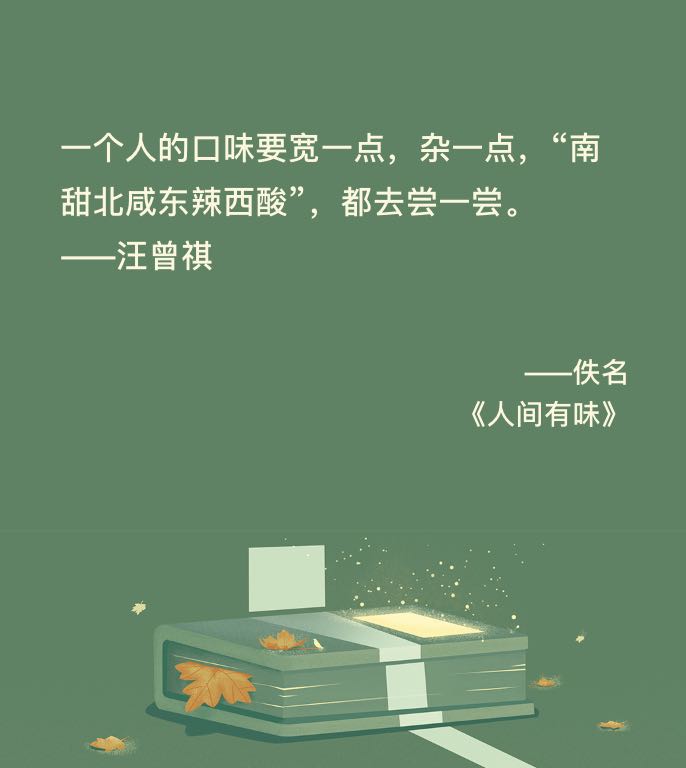 一个人的口味要宽一点，杂一点，“南
甜北咸东辣西酸”，都去尝一尝。
——汪曾祺
——佚名
《人间有味》